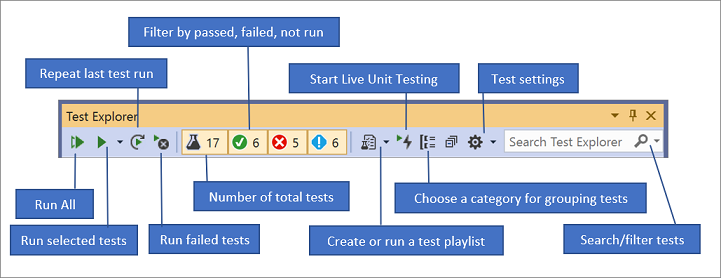 Filter by passed, failed, not run
Repeat last test run
Start Live Unit Testing
Test settings
Test Explorer
17
6
5
6
Search Test Explorer
Run All
Number of total tests
Choose a category for grouping tests
Run selected tests
Run failed tests
Create or run a test playlist
Search/filter tests